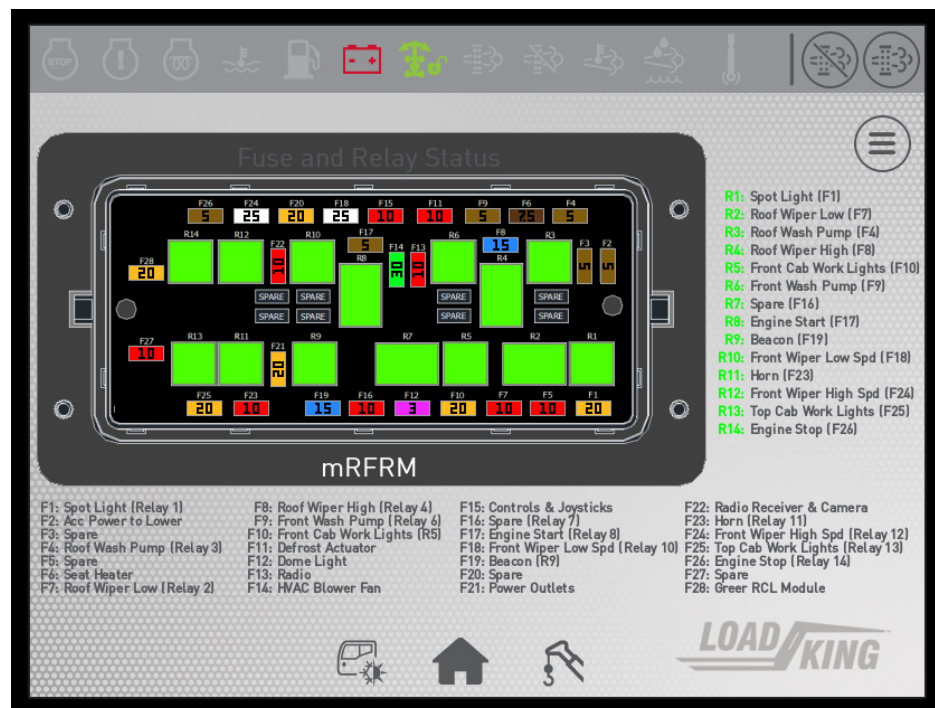 STOP
Fuse and Relay Status
F26 F24 F20 F18 F15 F11 F9 F6 F4
5 25 20 25 10 10 5 7.5 5
R14 R12 F22 R10 F17 F14 F13 R6 F8 R3 F3 F2
10 5 30 10 15 5 5
R8 R4
F28
20
SPARE SPARE SPARE SPARE
SPARE SPARE SPARE SPARE
F27 R13 R11 F21 R9 R7 R5 R2 R1
10 20
F25 F23 F19 F16 F12 F10 F7 F5 F1
20 10 15 10 3 20 10 10 20
mRFRM
R1: Spot Light (F1)
R2: Roof Wiper Low (F7)
R3: Roof Wash Pump (F4)
R4: Roof Wiper High (F8)
R5: Front Cab Work Lights (F10)
R6: Front Wash Pump (F9)
R7: Spare (F16)
R8: Engine Start (F17)
R9: Beacon (F19)
R10: Front Wiper Low Spd (F18)
R11: Horn (F23)
R12: Front Wiper High Spd (F24)
R13: Top Cab Work Lights (F25)
R14: Engine Stop (F26)
F1: Spot Light (Relay 1)
F2: Acc Power to Lower
F3: Spare
F4: Roof Wash Pump (Relay 3)
F5: Spare
F6: Seat Heater
F7: Roof Wiper Low (Relay 2)
F8: Roof Wiper High (Relay 4)
F9: Front Wash Pump (Relay 6)
F10: Front Cab Work Lights (R5)
F11: Defrost Actuator
F12: Dome Light
F13: Radio
F14: HVAC Blower Fan
F15: Controls & Joysticks
F16: Spare (Relay 7)
F17: Engine Start (Relay 8)
F18: Front Wiper Low Spd (Relay 10)
F19: Beacon (R9)
F20: Spare
F21: Power Outlets
F22: Radio Receiver & Camera
F23: Horn (Relay 11)
F24: Front Wiper High Spd (Relay 12)
F25: Top Cab Work Lights (Relay 13)
F26: Engine Stop (Relay 14)
F27: Spare
F28: Greer RCL Module
LOAD KING